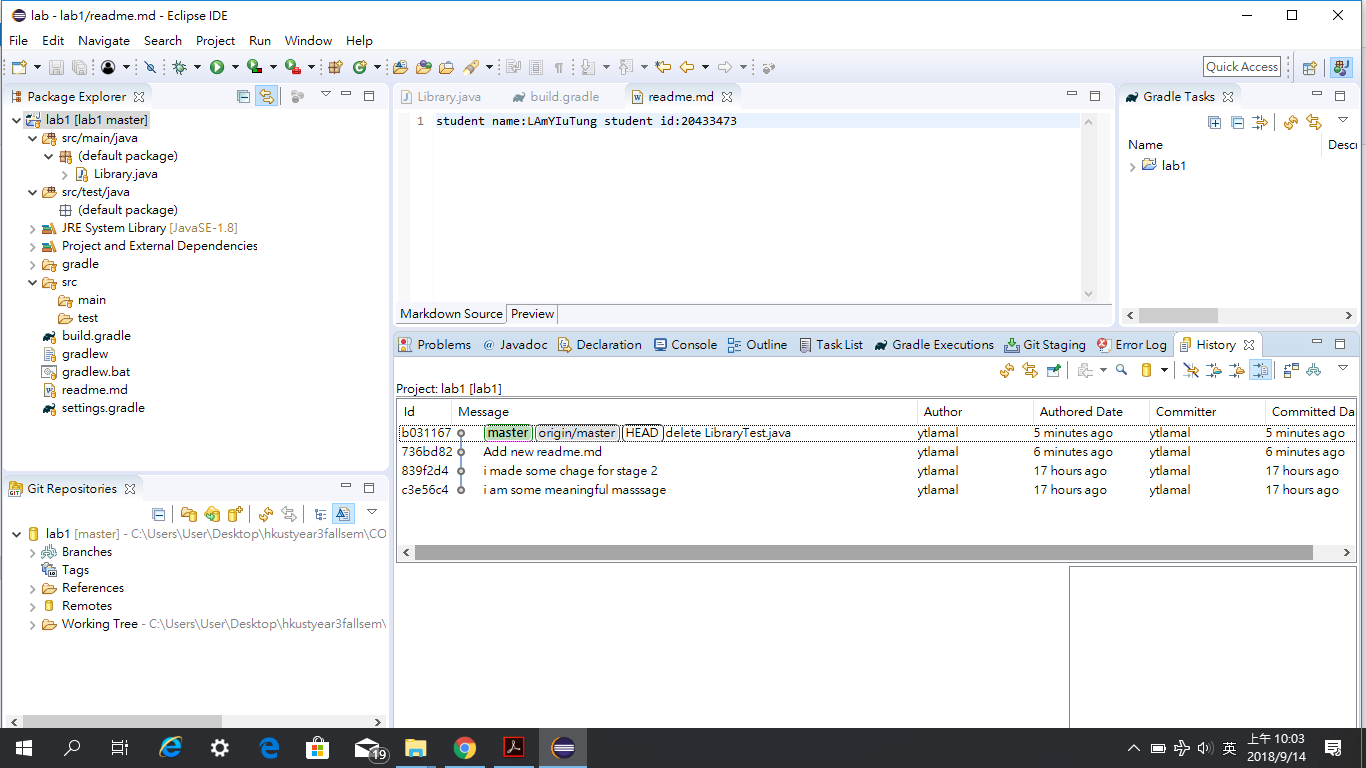 lab - lab1/readme.md - Eclipse IDE
File Edit Navigate Search Project Run Window Help
Quick Access
Package Explorer
lab1 [lab1 master]
src/main/java
(default package)
Library.java
src/test/java
(default package)
JRE System Library [JavaSE-1.8]
Project and External Dependencies
gradle
src
main
test
build.gradle
gradlew
gradlew.bat
readme.md
settings.gradle
Git Repositories
lab1 [master] - C:\Users\User\Desktop\hkustyear3fallsem\CO
Branches
Tags
References
Remotes
Working Tree - C:\Users\User\Desktop\hkustyear3fallsem\
Library.java build.gradle readme.md
1 student name:LAmYIuTung student id:20433473
Markdown Source Preview
Gradle Tasks
Name Descr
lab1
Problems @ Javadoc Declaration Console Outline Task List Gradle Executions Git Staging Error Log History
Project: lab1 [lab1]
Id Message Author Authored Date Committer Committed Da
b031167 master origin/master HEAD delete LibraryTest.java ytlamal 5 minutes ago ytlamal 5 minutes ago
736bd82 Add new readme.md ytlamal 6 minutes ago ytlamal 6 minutes ago
839f2d4 i made some chage for stage 2 ytlamal 17 hours ago ytlamal 17 hours ago
c3e56c4 i am some meaningful masssage ytlamal 17 hours ago ytlamal 17 hours ago
19
英
上午 10:03
2018/9/14